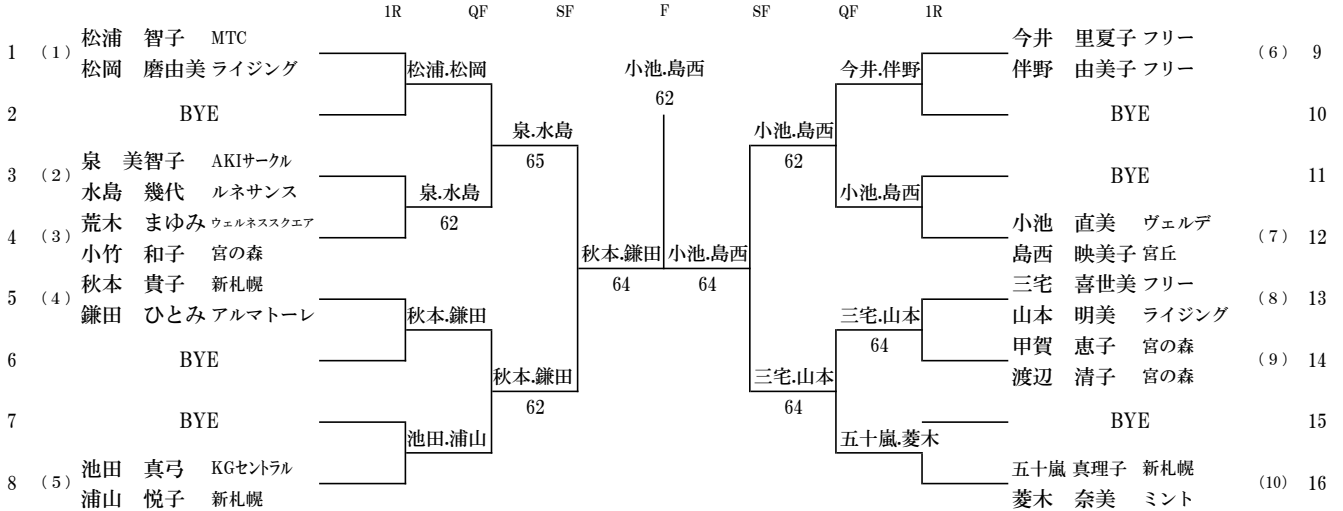 1R QF SF F SF QF 1R
1 (1) 松浦 智子 MTC
松岡 磨由美 ライジング
2 BYE
3 (2) 泉 美智子 AKIサークル
水島 幾代 ルネサンス
4 (3) 荒木 まゆみ ウェルネススクエア
小竹 和子 宮の森
5 (4) 秋本 貴子 新札幌
鎌田 ひとみ アルマトーレ
6 BYE
7 BYE
8 (5) 池田 真弓 KGセントラル
浦山 悦子 新札幌
松浦.松岡
泉.水島
62
秋本.鎌田
池田.浦山
泉.水島
65
秋本.鎌田
62
秋本.鎌田
64
小池.島西
62
小池.島西
64
小池.島西
62
三宅.山本
64
今井.伴野
小池.島西
三宅.山本
64
五十嵐.菱木
今井 里夏子 フリー (6) 9
伴野 由美子 フリー
BYE 10
BYE 11
小池 直美 ヴェルデ (7) 12
島西 映美子 宮丘
三宅 喜世美 フリー (8) 13
山本 明美 ライジング
甲賀 恵子 宮の森 (9) 14
渡辺 清子 宮の森
BYE 15
五十嵐 真理子 新札幌 (10) 16
菱木 奈美 ミント